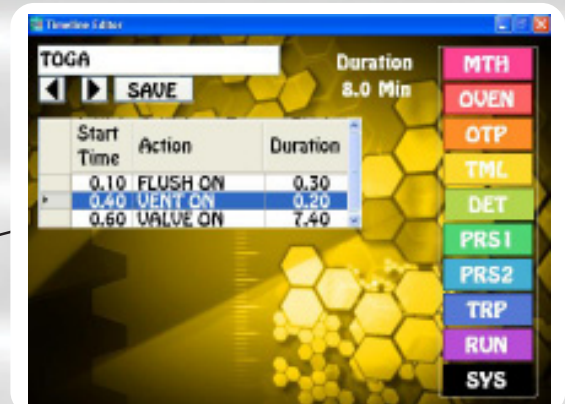 Timeline Editor
TOGA
Duration
8.0 Min
SAVE
Start Time Action Duration
0.10 FLUSH ON 0.30
0.40 VENT ON 0.20
0.60 VALVE ON 7.40
MTH
OVEN
OTP
TML
DET
PRS1
PRS2
TRP
RUN
SYS